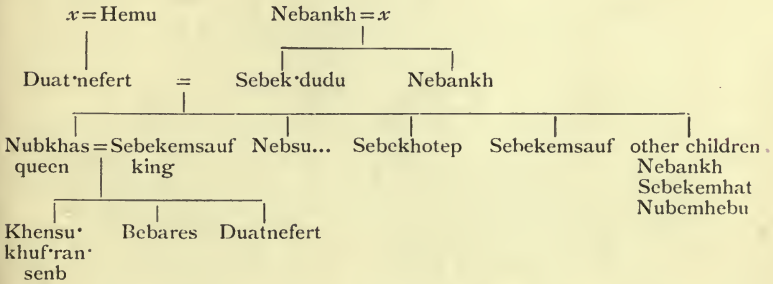 x = Hemu Nebankh = x
Duat·nefert = Sebek·dudu Nebankh
Nubkhas = Sebekemsauf Nebsu... Sebekhotep Sebekemsauf other children.
queen king Nebankh
Sebekemhat
Khensu· Bebares Duatnefert Nubemhebu
khuf·ran·
senb